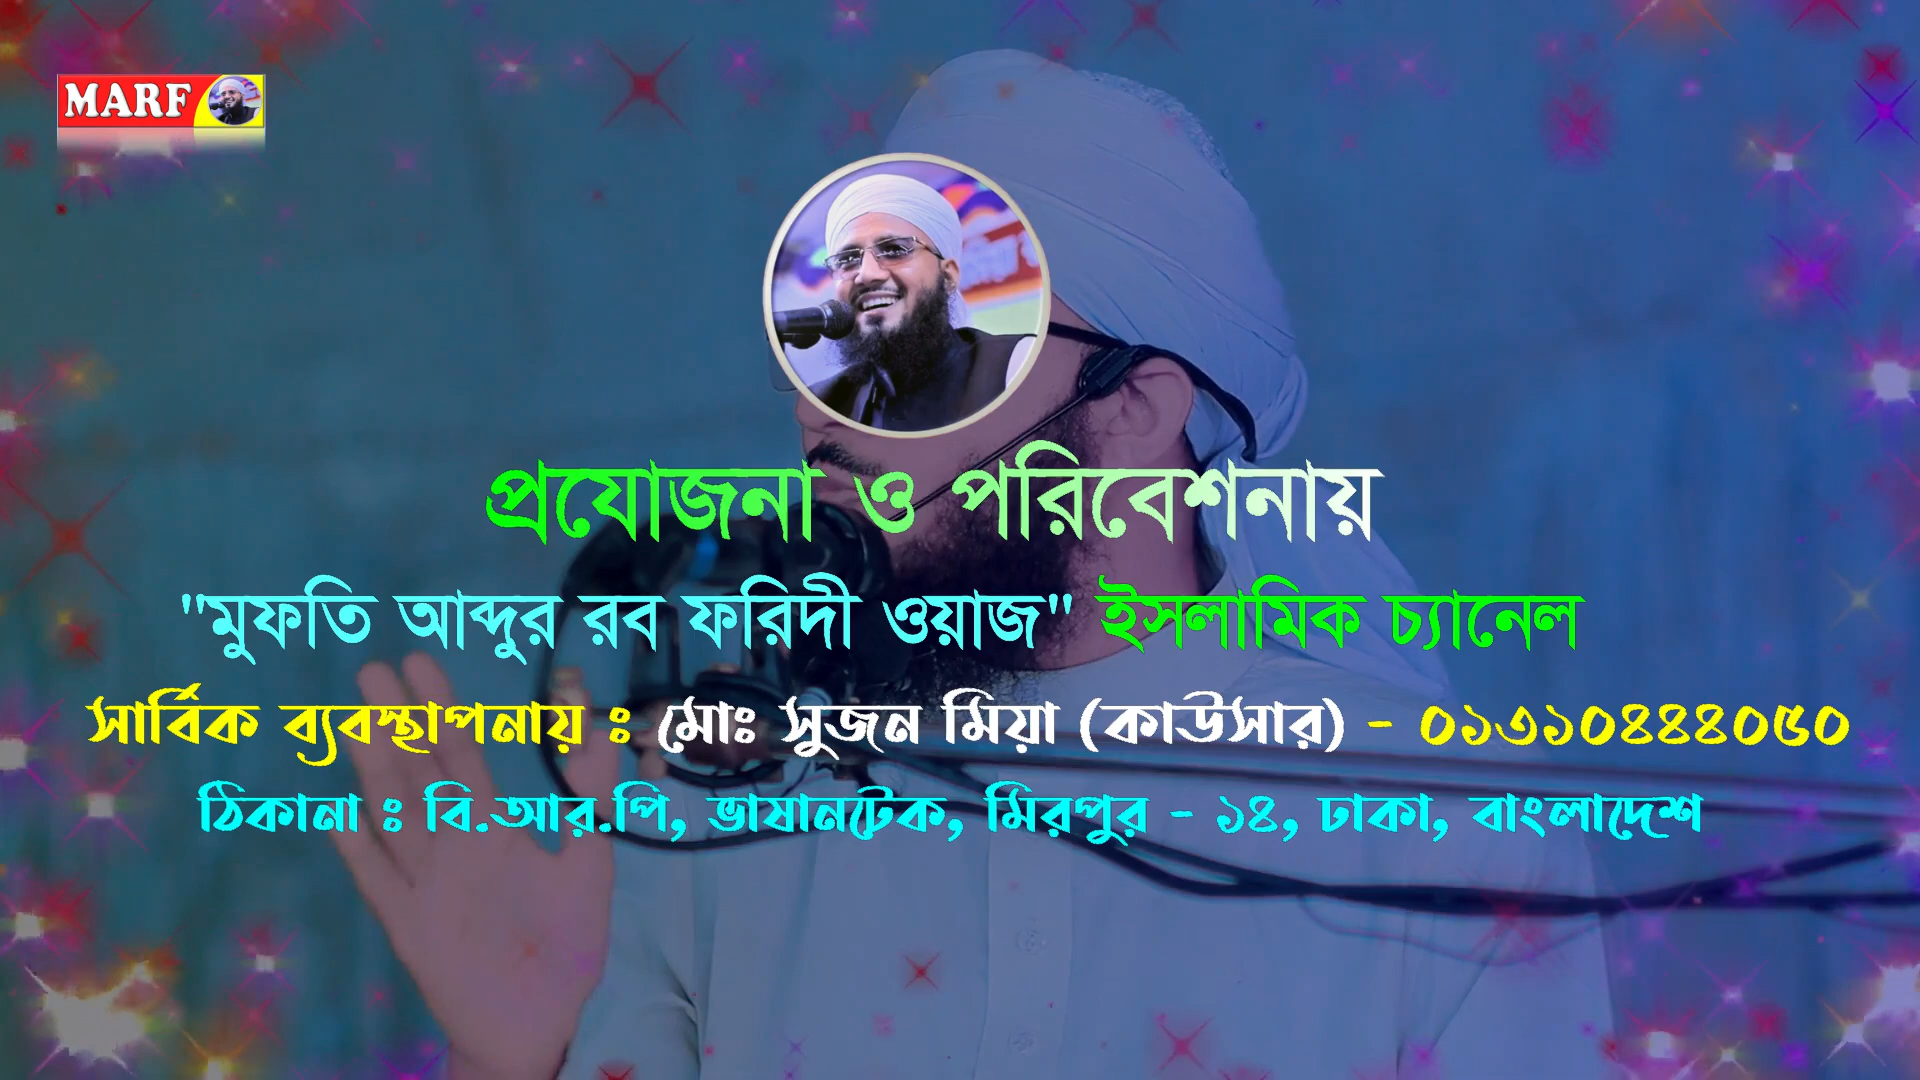 MARF
প্রযোজনা ও পরিবেশনায়
"মুফতি আব্দুর রব ফরিদী ওয়াজ" ইসলামিক চ্যানেল
সার্বিক ব্যবস্থাপনায় ঃ মোঃ সুজন মিয়া (কাউসার) - ০১৩১০৪৪৪০৫০
ঠিকানা ঃ বি.আর.পি, ভাষানটেক, মিরপুর - ১৪, ঢাকা, বাংলাদেশ